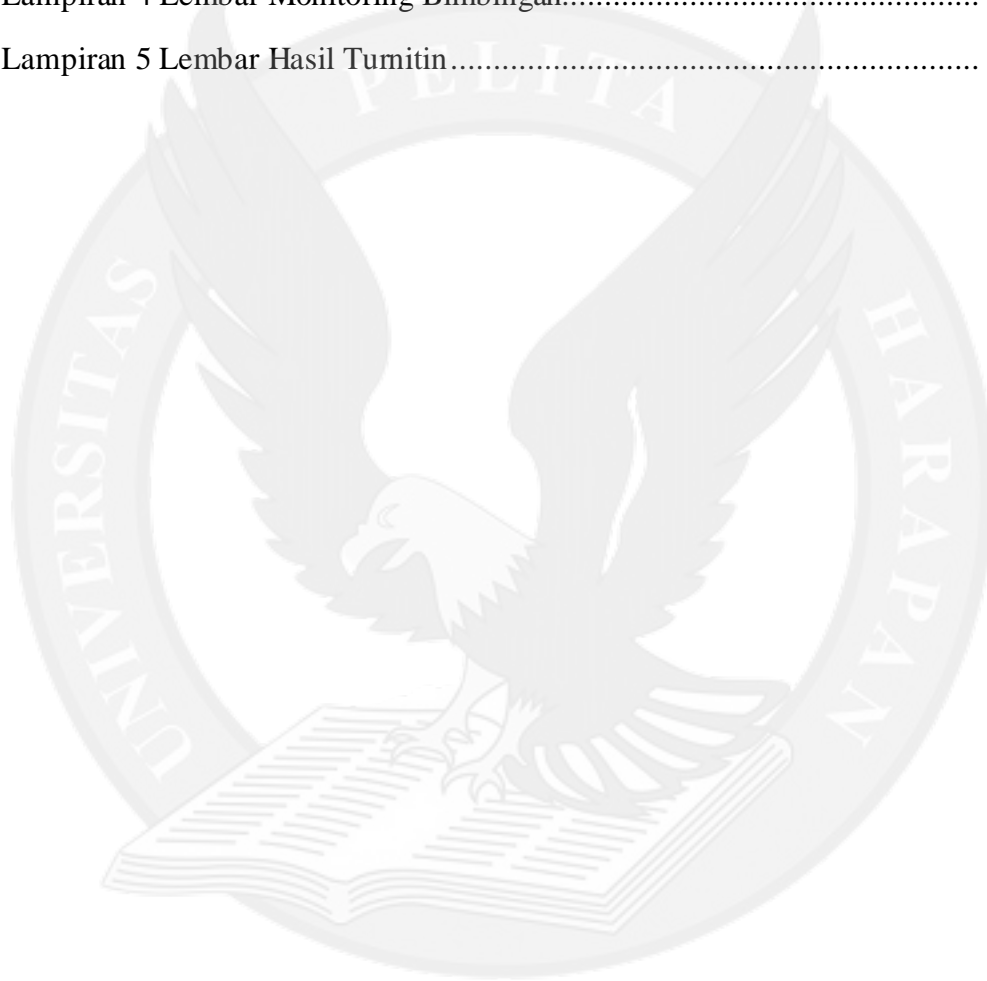 Lampiran 4 Lembar Monitoring Bimbingan..................................................
Lampiran 5 Lembar Hasil Turnitin..............................................................
UNIVERSITAS PELITA HARAPAN